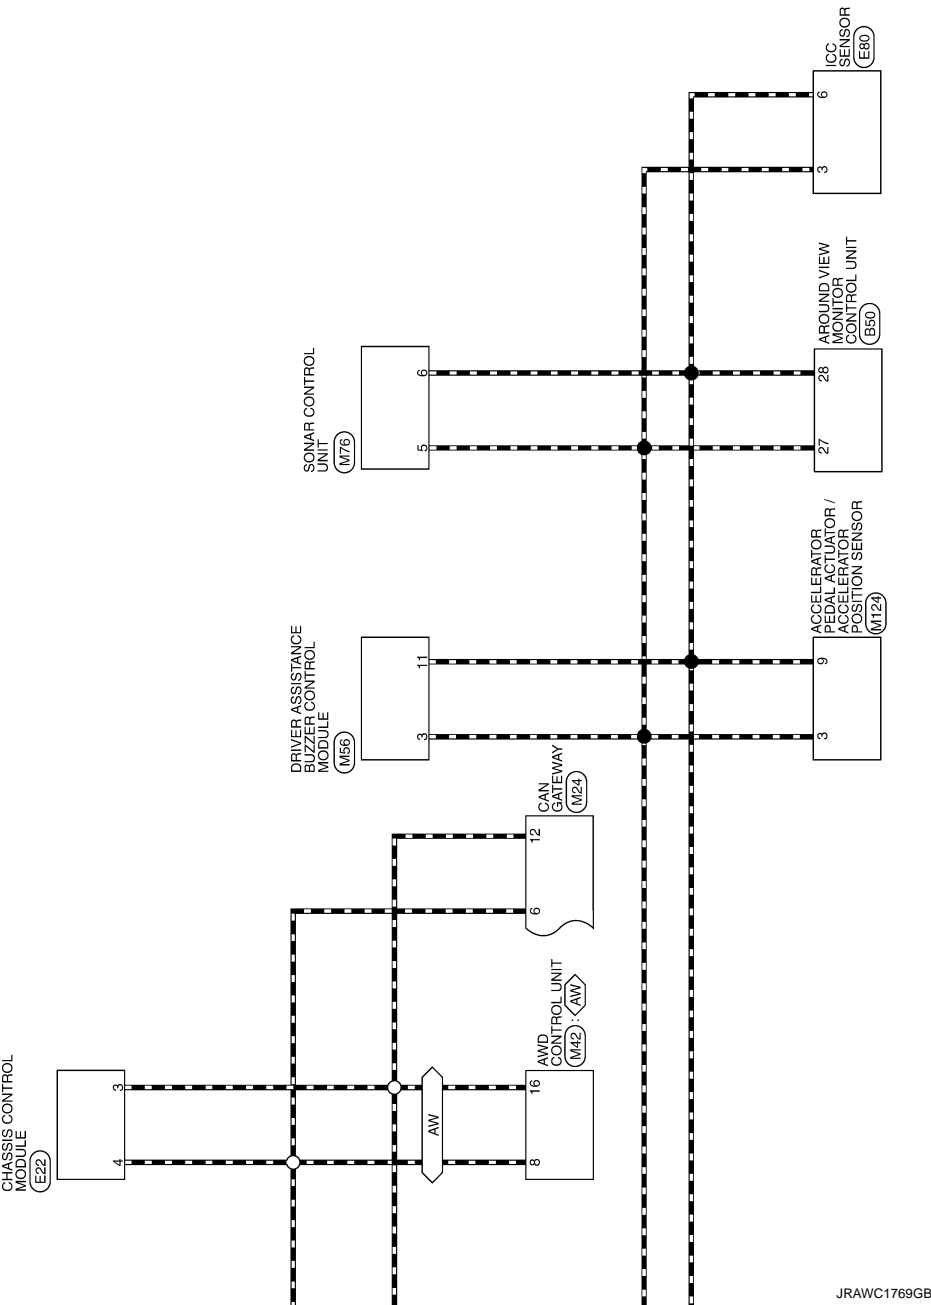 ICC
SENSOR
E80
6
3
AROUND VIEW
MONITOR
CONTROL UNIT
B50
28
27
SONAR CONTROL
UNIT
M76
6
5
ACCELERATOR
PEDAL ACTUATOR /
ACCELERATOR
POSITION SENSOR
M124
9
3
DRIVER ASSISTANCE
BUZZER CONTROL
MODULE
M56
11
3
CAN
GATEWAY
M24
12
6
AWD
CONTROL UNIT
M42 : AW
16
8
AW
CHASSIS CONTROL
MODULE
E22
3
4
JRAWC1769GB